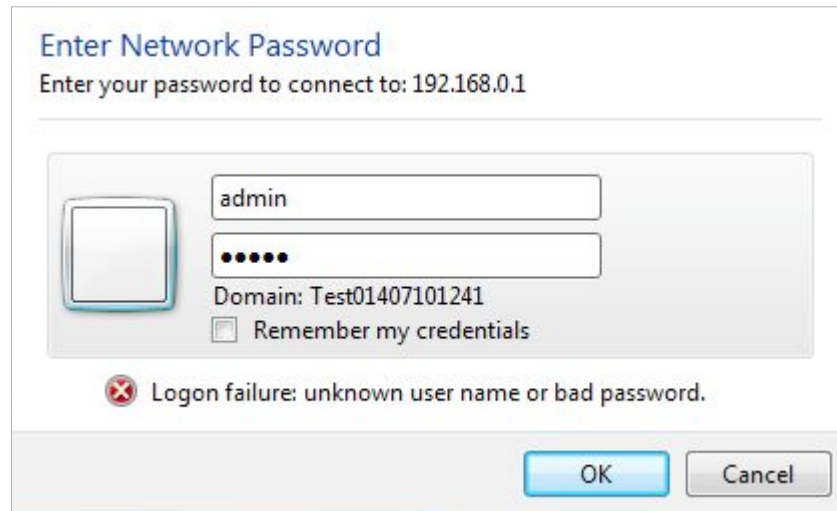 Enter Network Password
Enter your password to connect to: 192.168.0.1
admin
●●●●●
Domain: Test01407101241
Remember my credentials
Logon failure: unknown user name or bad password.
OK Cancel